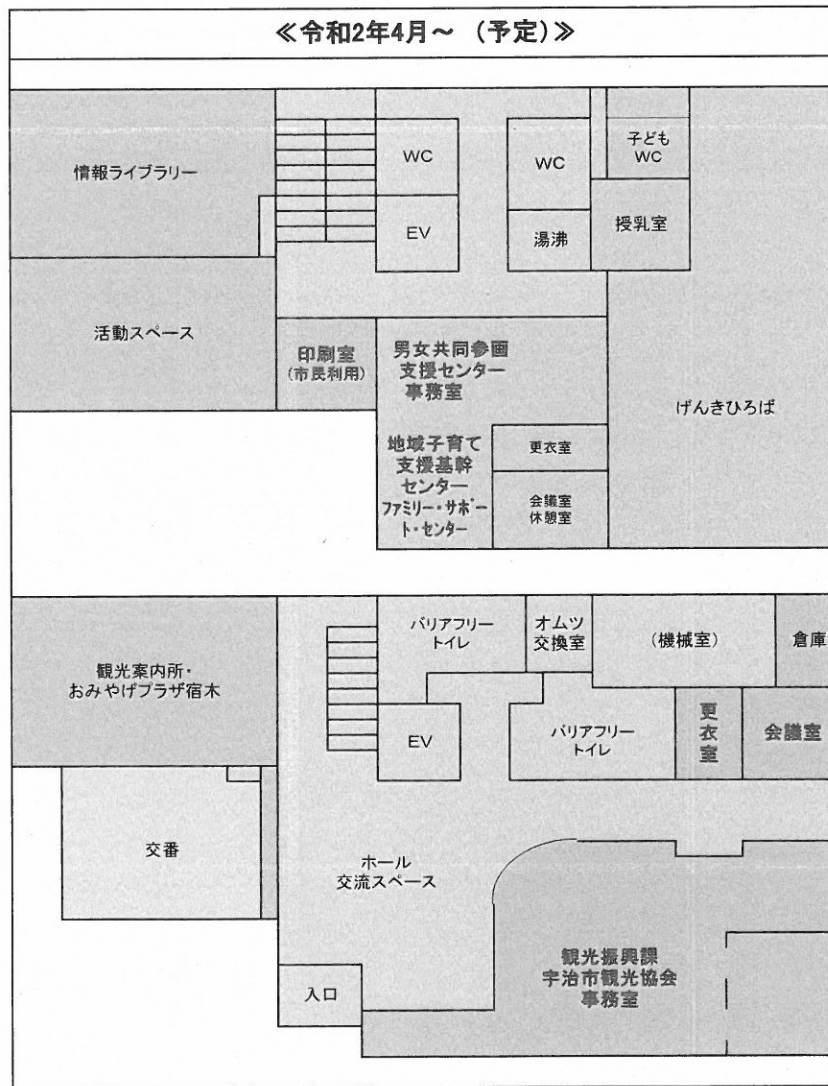 ≪令和2年4月~ (予定)≫
情報ライブラリー
WC
WC
子ども
WC
EV
湯沸
授乳室
活動スペース
印刷室
(市民利用)
男女共同参画
支援センター
事務室
げんきひろば
地域子育て
支援基幹
センター
ファミリー・サポー
ト・センター
更衣室
会議室
休憩室
観光案内所・
おみやげプラザ宿木
バリアフリー
トイレ
オムツ
交換室
(機械室)
倉庫
EV
バリアフリー
トイレ
更
衣
室
会議室
交番
ホール
交流スペース
入口
観光振興課
宇治市観光協会
事務室